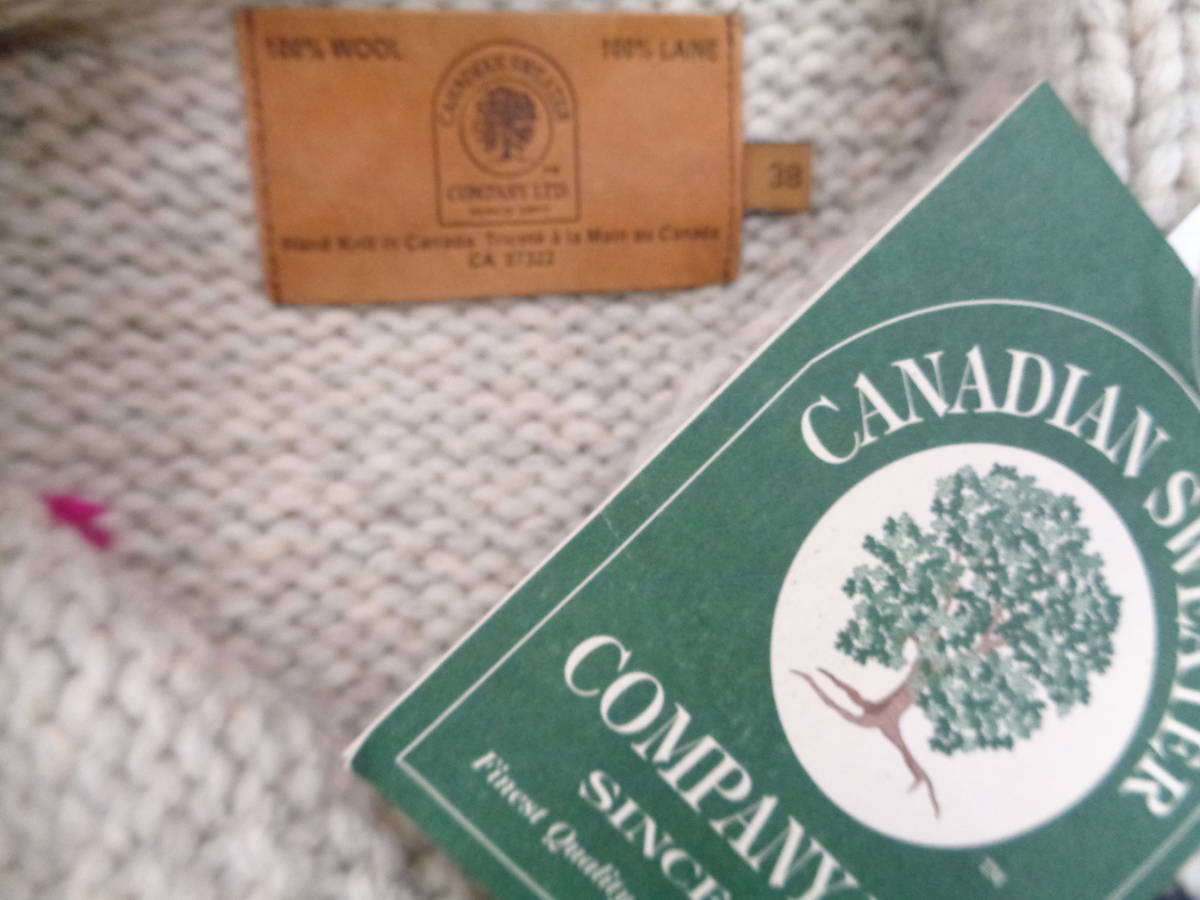 100% WOOL
100% LANE
CANADIAN SWEATER
COMPANY LTD.
38
Hand Knit in Canada Tricoté à la Main au Canada
CA 07322
CANADIAN SWEATER
COMPANY
SINCE
Finest Quality